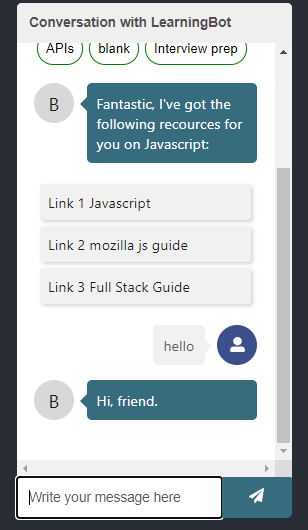 Conversation with LearningBot
APIs
blank
Interview prep
B
Fantastic, I've got the
following recources for
you on Javascript:
Link 1 Javascript
Link 2 mozilla js guide
Link 3 Full Stack Guide
hello
B
Hi, friend.
Write your message here